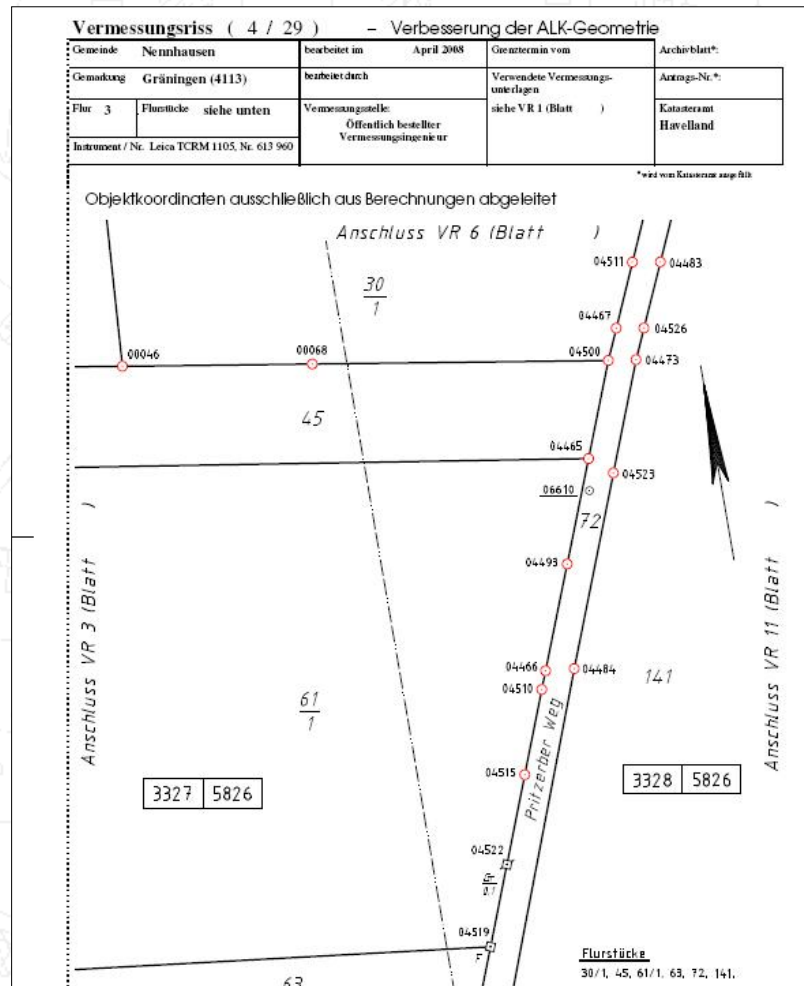 Vermessungsriss ( 4 / 29 ) – Verbesserung der ALK-Geometrie
Gemeinde Nennhausen
bearbeitet im April 2008
Grenztermin vom
Archivblatt*:
Gemarkung Gräningen (4113)
bearbeitet durch
Verwendete Vermessungs-
unterlagen
Antrags-Nr.*:
Flur 3 Flurstücke siehe unten
Vermessungsstelle:
Öffentlich bestellter
Vermessungsingenieur
siehe VR 1 (Blatt )
Katasteramt
Havelland
Instrument / Nr. Leica TCRM 1105, Nr. 613 960
*wird vom Katasteramt ausgefüllt
Objektkoordinaten ausschließlich aus Berechnungen abgeleitet
Anschluss VR 6 (Blatt )
04511
04483
30
1
04467
04526
00046
00068
04500
04473
45
04465
04523
06610
72
04493
Anschluss VR 3 (Blatt )
Anschluss VR 11 (Blatt )
04466
04484
141
04510
61
1
Pritzerber Weg
04515
3327 5826
3328 5826
04522
0.1
04519
F
Flurstücke
30/1, 45, 61/1, 63, 72, 141,
63